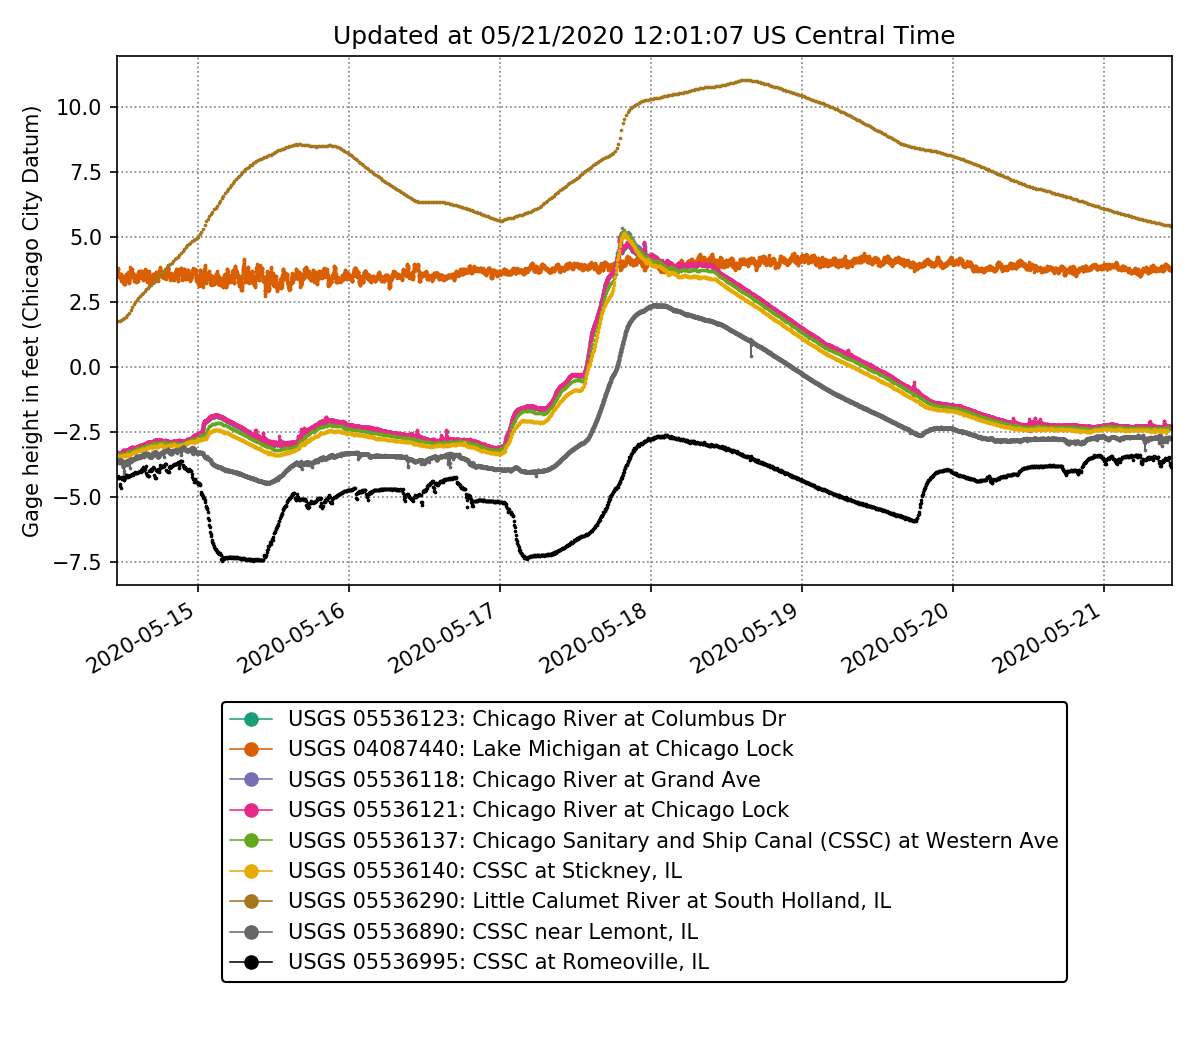 Updated at 05/21/2020 12:01:07 US Central Time
Gage height in feet (Chicago City Datum)
10.0
7.5
5.0
2.5
0.0
−2.5
−5.0
−7.5
2020-05-15
2020-05-16
2020-05-17
2020-05-18
2020-05-19
2020-05-20
2020-05-21
USGS 05536123: Chicago River at Columbus Dr
USGS 04087440: Lake Michigan at Chicago Lock
USGS 05536118: Chicago River at Grand Ave
USGS 05536121: Chicago River at Chicago Lock
USGS 05536137: Chicago Sanitary and Ship Canal (CSSC) at Western Ave
USGS 05536140: CSSC at Stickney, IL
USGS 05536290: Little Calumet River at South Holland, IL
USGS 05536890: CSSC near Lemont, IL
USGS 05536995: CSSC at Romeoville, IL